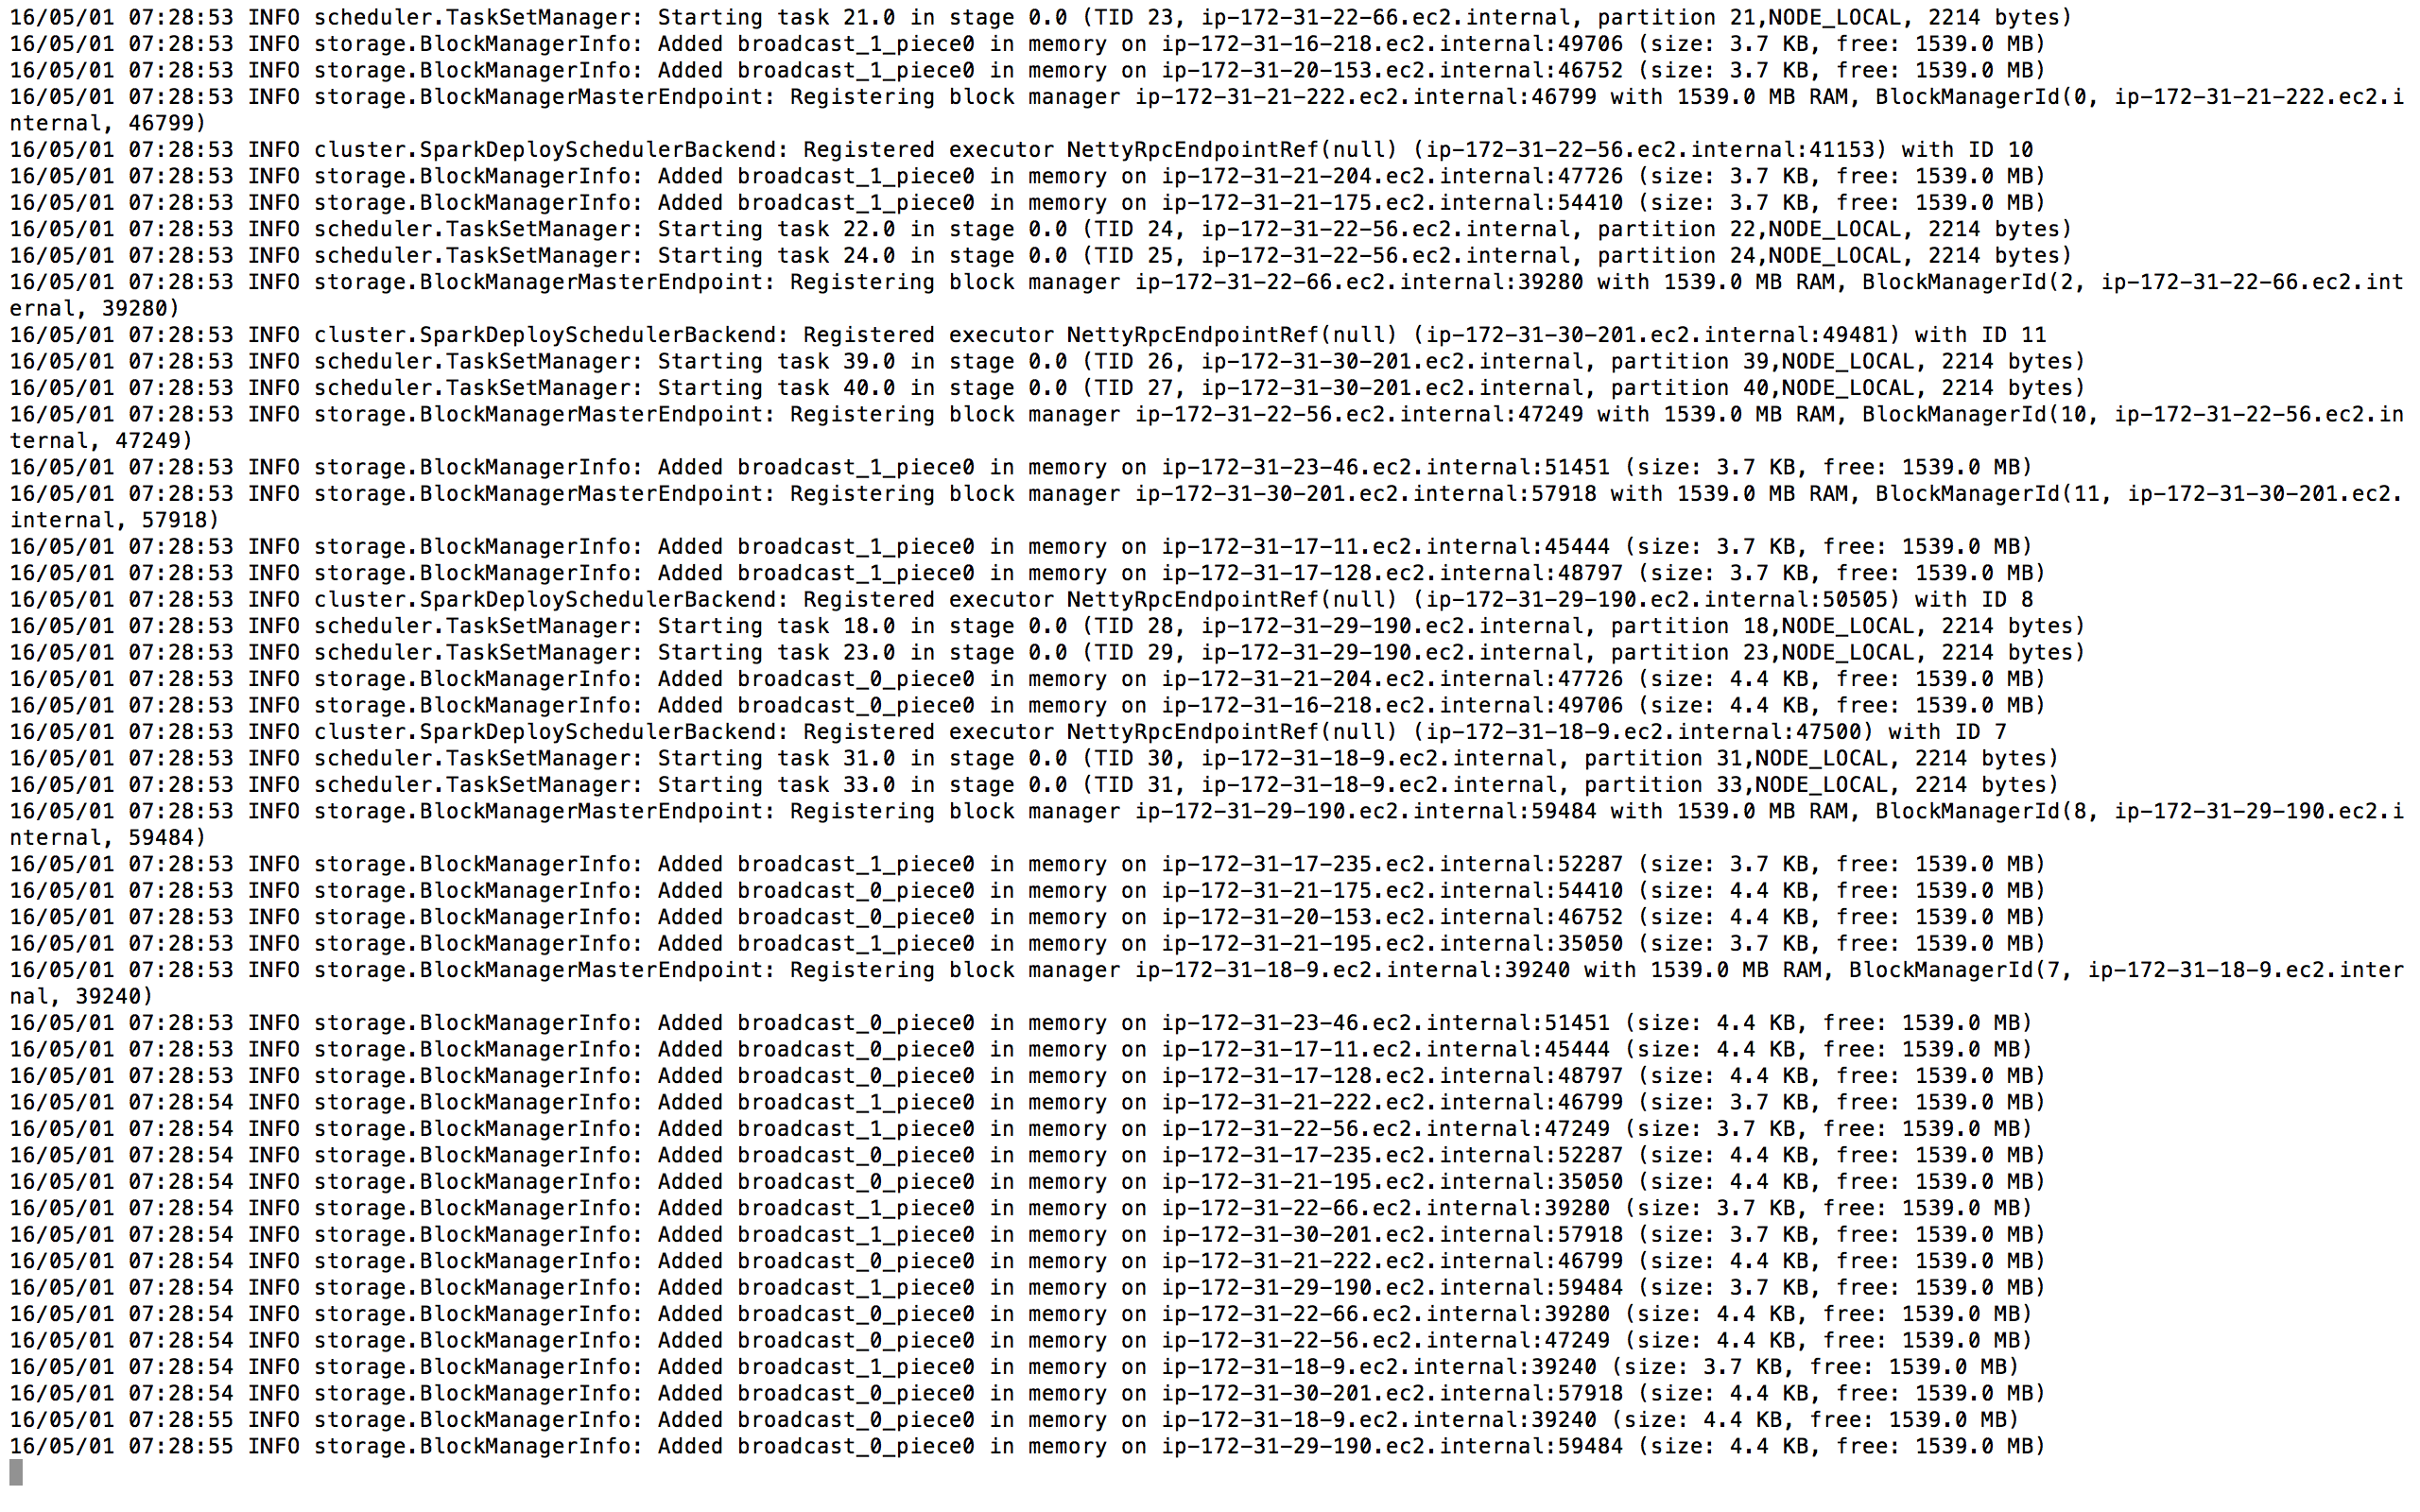 16/05/01 07:28:53 INFO scheduler.TaskSetManager: Starting task 21.0 in stage 0.0 (TID 23, ip-172-31-22-66.ec2.internal, partition 21,NODE_LOCAL, 2214 bytes)
16/05/01 07:28:53 INFO storage.BlockManagerInfo: Added broadcast_1_piece0 in memory on ip-172-31-16-218.ec2.internal:49706 (size: 3.7 KB, free: 1539.0 MB)
16/05/01 07:28:53 INFO storage.BlockManagerInfo: Added broadcast_1_piece0 in memory on ip-172-31-20-153.ec2.internal:46752 (size: 3.7 KB, free: 1539.0 MB)
16/05/01 07:28:53 INFO storage.BlockManagerMasterEndpoint: Registering block manager ip-172-31-21-222.ec2.internal:46799 with 1539.0 MB RAM, BlockManagerId(0, ip-172-31-21-222.ec2.i
nternal, 46799)
16/05/01 07:28:53 INFO cluster.SparkDeploySchedulerBackend: Registered executor NettyRpcEndpointRef(null) (ip-172-31-22-56.ec2.internal:41153) with ID 10
16/05/01 07:28:53 INFO storage.BlockManagerInfo: Added broadcast_1_piece0 in memory on ip-172-31-21-204.ec2.internal:47726 (size: 3.7 KB, free: 1539.0 MB)
16/05/01 07:28:53 INFO storage.BlockManagerInfo: Added broadcast_1_piece0 in memory on ip-172-31-21-175.ec2.internal:54410 (size: 3.7 KB, free: 1539.0 MB)
16/05/01 07:28:53 INFO scheduler.TaskSetManager: Starting task 22.0 in stage 0.0 (TID 24, ip-172-31-22-56.ec2.internal, partition 22,NODE_LOCAL, 2214 bytes)
16/05/01 07:28:53 INFO scheduler.TaskSetManager: Starting task 24.0 in stage 0.0 (TID 25, ip-172-31-22-56.ec2.internal, partition 24,NODE_LOCAL, 2214 bytes)
16/05/01 07:28:53 INFO storage.BlockManagerMasterEndpoint: Registering block manager ip-172-31-22-66.ec2.internal:39280 with 1539.0 MB RAM, BlockManagerId(2, ip-172-31-22-66.ec2.int
ernal, 39280)
16/05/01 07:28:53 INFO cluster.SparkDeploySchedulerBackend: Registered executor NettyRpcEndpointRef(null) (ip-172-31-30-201.ec2.internal:49481) with ID 11
16/05/01 07:28:53 INFO scheduler.TaskSetManager: Starting task 39.0 in stage 0.0 (TID 26, ip-172-31-30-201.ec2.internal, partition 39,NODE_LOCAL, 2214 bytes)
16/05/01 07:28:53 INFO scheduler.TaskSetManager: Starting task 40.0 in stage 0.0 (TID 27, ip-172-31-30-201.ec2.internal, partition 40,NODE_LOCAL, 2214 bytes)
16/05/01 07:28:53 INFO storage.BlockManagerMasterEndpoint: Registering block manager ip-172-31-22-56.ec2.internal:47249 with 1539.0 MB RAM, BlockManagerId(10, ip-172-31-22-56.ec2.in
ternal, 47249)
16/05/01 07:28:53 INFO storage.BlockManagerInfo: Added broadcast_1_piece0 in memory on ip-172-31-23-46.ec2.internal:51451 (size: 3.7 KB, free: 1539.0 MB)
16/05/01 07:28:53 INFO storage.BlockManagerMasterEndpoint: Registering block manager ip-172-31-30-201.ec2.internal:57918 with 1539.0 MB RAM, BlockManagerId(11, ip-172-31-30-201.ec2.
internal, 57918)
16/05/01 07:28:53 INFO storage.BlockManagerInfo: Added broadcast_1_piece0 in memory on ip-172-31-17-11.ec2.internal:45444 (size: 3.7 KB, free: 1539.0 MB)
16/05/01 07:28:53 INFO storage.BlockManagerInfo: Added broadcast_1_piece0 in memory on ip-172-31-17-128.ec2.internal:48797 (size: 3.7 KB, free: 1539.0 MB)
16/05/01 07:28:53 INFO cluster.SparkDeploySchedulerBackend: Registered executor NettyRpcEndpointRef(null) (ip-172-31-29-190.ec2.internal:50505) with ID 8
16/05/01 07:28:53 INFO scheduler.TaskSetManager: Starting task 18.0 in stage 0.0 (TID 28, ip-172-31-29-190.ec2.internal, partition 18,NODE_LOCAL, 2214 bytes)
16/05/01 07:28:53 INFO scheduler.TaskSetManager: Starting task 23.0 in stage 0.0 (TID 29, ip-172-31-29-190.ec2.internal, partition 23,NODE_LOCAL, 2214 bytes)
16/05/01 07:28:53 INFO storage.BlockManagerInfo: Added broadcast_0_piece0 in memory on ip-172-31-21-204.ec2.internal:47726 (size: 4.4 KB, free: 1539.0 MB)
16/05/01 07:28:53 INFO storage.BlockManagerInfo: Added broadcast_0_piece0 in memory on ip-172-31-16-218.ec2.internal:49706 (size: 4.4 KB, free: 1539.0 MB)
16/05/01 07:28:53 INFO cluster.SparkDeploySchedulerBackend: Registered executor NettyRpcEndpointRef(null) (ip-172-31-18-9.ec2.internal:47500) with ID 7
16/05/01 07:28:53 INFO scheduler.TaskSetManager: Starting task 31.0 in stage 0.0 (TID 30, ip-172-31-18-9.ec2.internal, partition 31,NODE_LOCAL, 2214 bytes)
16/05/01 07:28:53 INFO scheduler.TaskSetManager: Starting task 33.0 in stage 0.0 (TID 31, ip-172-31-18-9.ec2.internal, partition 33,NODE_LOCAL, 2214 bytes)
16/05/01 07:28:53 INFO storage.BlockManagerMasterEndpoint: Registering block manager ip-172-31-29-190.ec2.internal:59484 with 1539.0 MB RAM, BlockManagerId(8, ip-172-31-29-190.ec2.i
nternal, 59484)
16/05/01 07:28:53 INFO storage.BlockManagerInfo: Added broadcast_1_piece0 in memory on ip-172-31-17-235.ec2.internal:52287 (size: 3.7 KB, free: 1539.0 MB)
16/05/01 07:28:53 INFO storage.BlockManagerInfo: Added broadcast_0_piece0 in memory on ip-172-31-21-175.ec2.internal:54410 (size: 4.4 KB, free: 1539.0 MB)
16/05/01 07:28:53 INFO storage.BlockManagerInfo: Added broadcast_0_piece0 in memory on ip-172-31-20-153.ec2.internal:46752 (size: 4.4 KB, free: 1539.0 MB)
16/05/01 07:28:53 INFO storage.BlockManagerInfo: Added broadcast_1_piece0 in memory on ip-172-31-21-195.ec2.internal:35050 (size: 3.7 KB, free: 1539.0 MB)
16/05/01 07:28:53 INFO storage.BlockManagerMasterEndpoint: Registering block manager ip-172-31-18-9.ec2.internal:39240 with 1539.0 MB RAM, BlockManagerId(7, ip-172-31-18-9.ec2.inter
nal, 39240)
16/05/01 07:28:53 INFO storage.BlockManagerInfo: Added broadcast_0_piece0 in memory on ip-172-31-23-46.ec2.internal:51451 (size: 4.4 KB, free: 1539.0 MB)
16/05/01 07:28:53 INFO storage.BlockManagerInfo: Added broadcast_0_piece0 in memory on ip-172-31-17-11.ec2.internal:45444 (size: 4.4 KB, free: 1539.0 MB)
16/05/01 07:28:53 INFO storage.BlockManagerInfo: Added broadcast_0_piece0 in memory on ip-172-31-17-128.ec2.internal:48797 (size: 4.4 KB, free: 1539.0 MB)
16/05/01 07:28:54 INFO storage.BlockManagerInfo: Added broadcast_1_piece0 in memory on ip-172-31-21-222.ec2.internal:46799 (size: 3.7 KB, free: 1539.0 MB)
16/05/01 07:28:54 INFO storage.BlockManagerInfo: Added broadcast_1_piece0 in memory on ip-172-31-22-56.ec2.internal:47249 (size: 3.7 KB, free: 1539.0 MB)
16/05/01 07:28:54 INFO storage.BlockManagerInfo: Added broadcast_0_piece0 in memory on ip-172-31-17-235.ec2.internal:52287 (size: 4.4 KB, free: 1539.0 MB)
16/05/01 07:28:54 INFO storage.BlockManagerInfo: Added broadcast_0_piece0 in memory on ip-172-31-21-195.ec2.internal:35050 (size: 4.4 KB, free: 1539.0 MB)
16/05/01 07:28:54 INFO storage.BlockManagerInfo: Added broadcast_1_piece0 in memory on ip-172-31-22-66.ec2.internal:39280 (size: 3.7 KB, free: 1539.0 MB)
16/05/01 07:28:54 INFO storage.BlockManagerInfo: Added broadcast_1_piece0 in memory on ip-172-31-30-201.ec2.internal:57918 (size: 3.7 KB, free: 1539.0 MB)
16/05/01 07:28:54 INFO storage.BlockManagerInfo: Added broadcast_0_piece0 in memory on ip-172-31-21-222.ec2.internal:46799 (size: 4.4 KB, free: 1539.0 MB)
16/05/01 07:28:54 INFO storage.BlockManagerInfo: Added broadcast_1_piece0 in memory on ip-172-31-29-190.ec2.internal:59484 (size: 3.7 KB, free: 1539.0 MB)
16/05/01 07:28:54 INFO storage.BlockManagerInfo: Added broadcast_0_piece0 in memory on ip-172-31-22-66.ec2.internal:39280 (size: 4.4 KB, free: 1539.0 MB)
16/05/01 07:28:54 INFO storage.BlockManagerInfo: Added broadcast_0_piece0 in memory on ip-172-31-22-56.ec2.internal:47249 (size: 4.4 KB, free: 1539.0 MB)
16/05/01 07:28:54 INFO storage.BlockManagerInfo: Added broadcast_1_piece0 in memory on ip-172-31-18-9.ec2.internal:39240 (size: 3.7 KB, free: 1539.0 MB)
16/05/01 07:28:54 INFO storage.BlockManagerInfo: Added broadcast_0_piece0 in memory on ip-172-31-30-201.ec2.internal:57918 (size: 4.4 KB, free: 1539.0 MB)
16/05/01 07:28:55 INFO storage.BlockManagerInfo: Added broadcast_0_piece0 in memory on ip-172-31-18-9.ec2.internal:39240 (size: 4.4 KB, free: 1539.0 MB)
16/05/01 07:28:55 INFO storage.BlockManagerInfo: Added broadcast_0_piece0 in memory on ip-172-31-29-190.ec2.internal:59484 (size: 4.4 KB, free: 1539.0 MB)